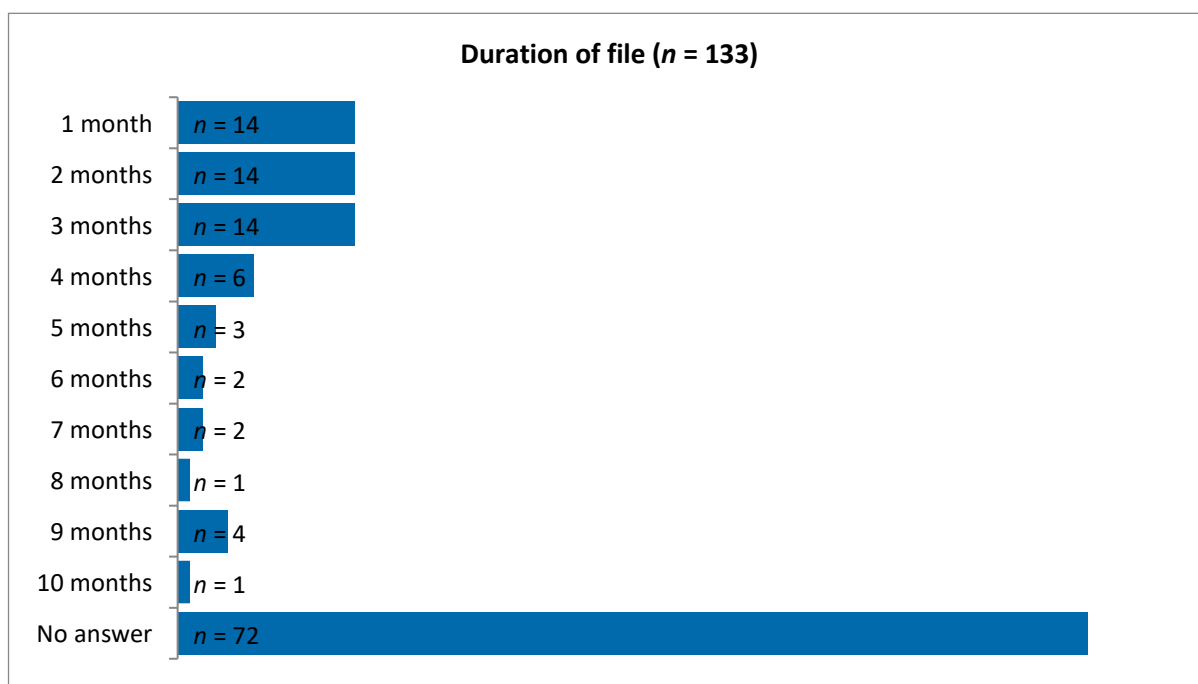 Duration of file (n = 133)
1 month n = 14
2 months n = 14
3 months n = 14
4 months n = 6
5 months n = 3
6 months n = 2
7 months n = 2
8 months n = 1
9 months n = 4
10 months n = 1
No answer n = 72